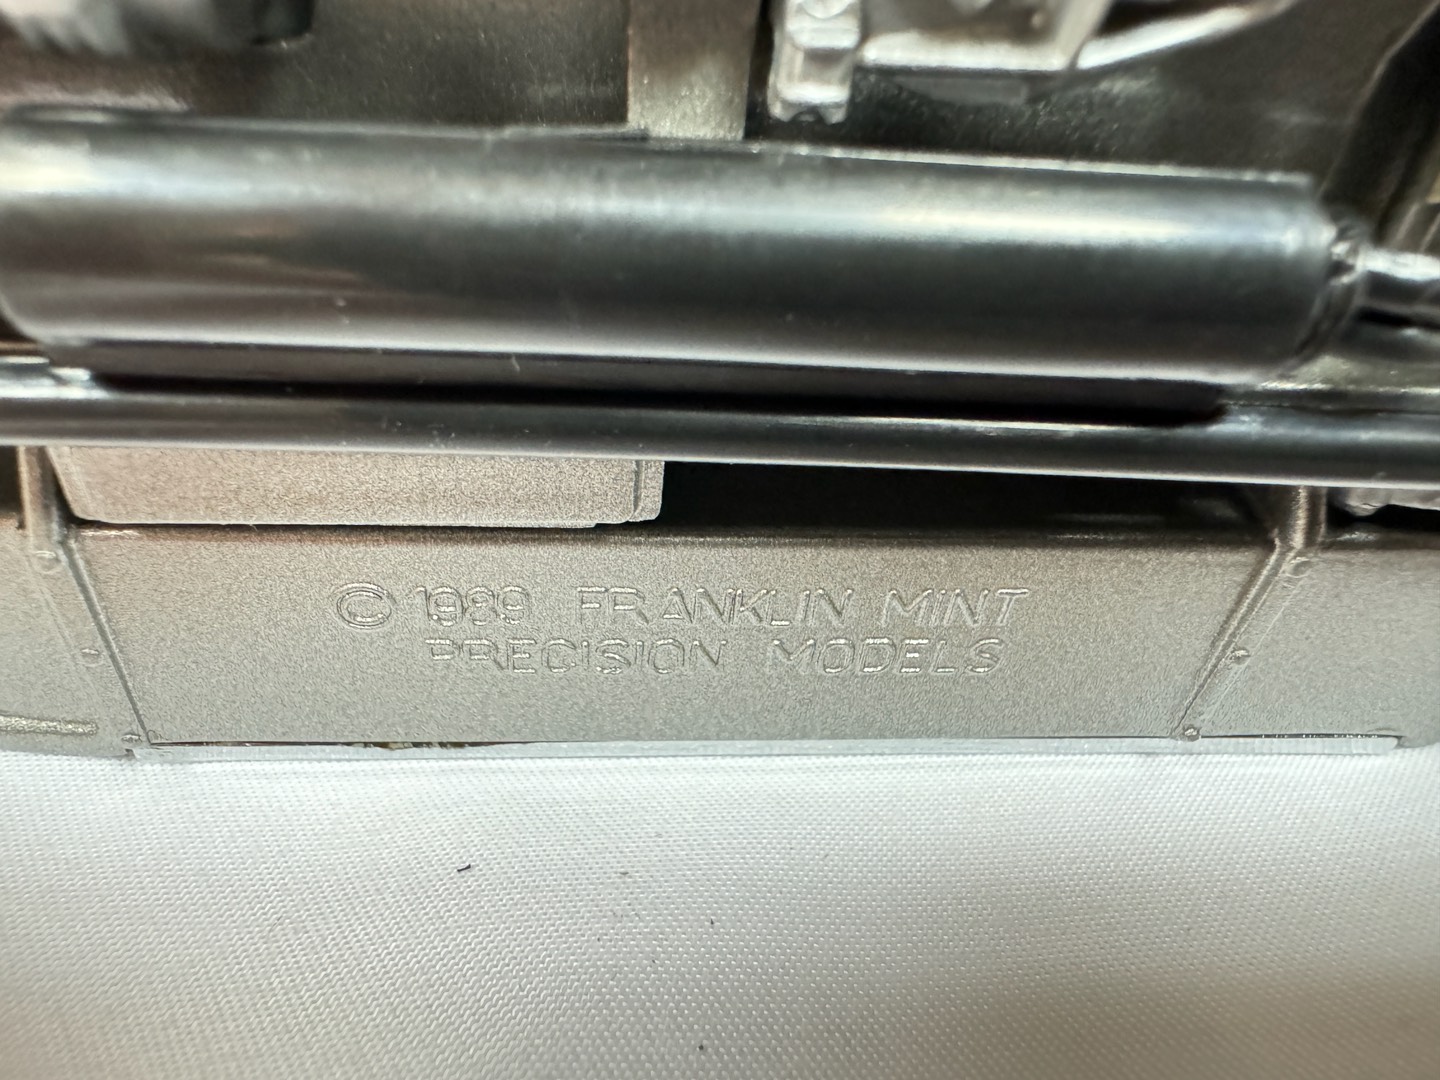 © 1989 FRANKLIN MINT
PRECISION MODELS